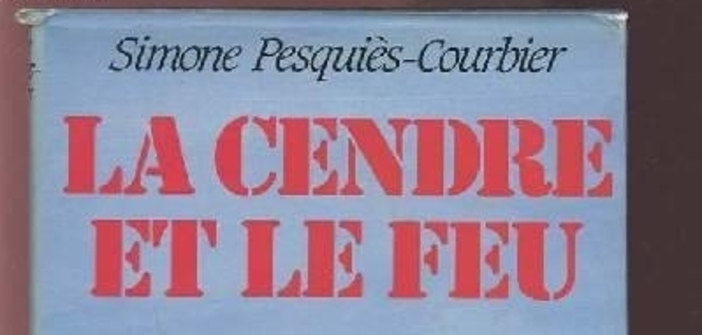 Simone Pesquiès-Courbier
LA CENDRE
ET LE FEU